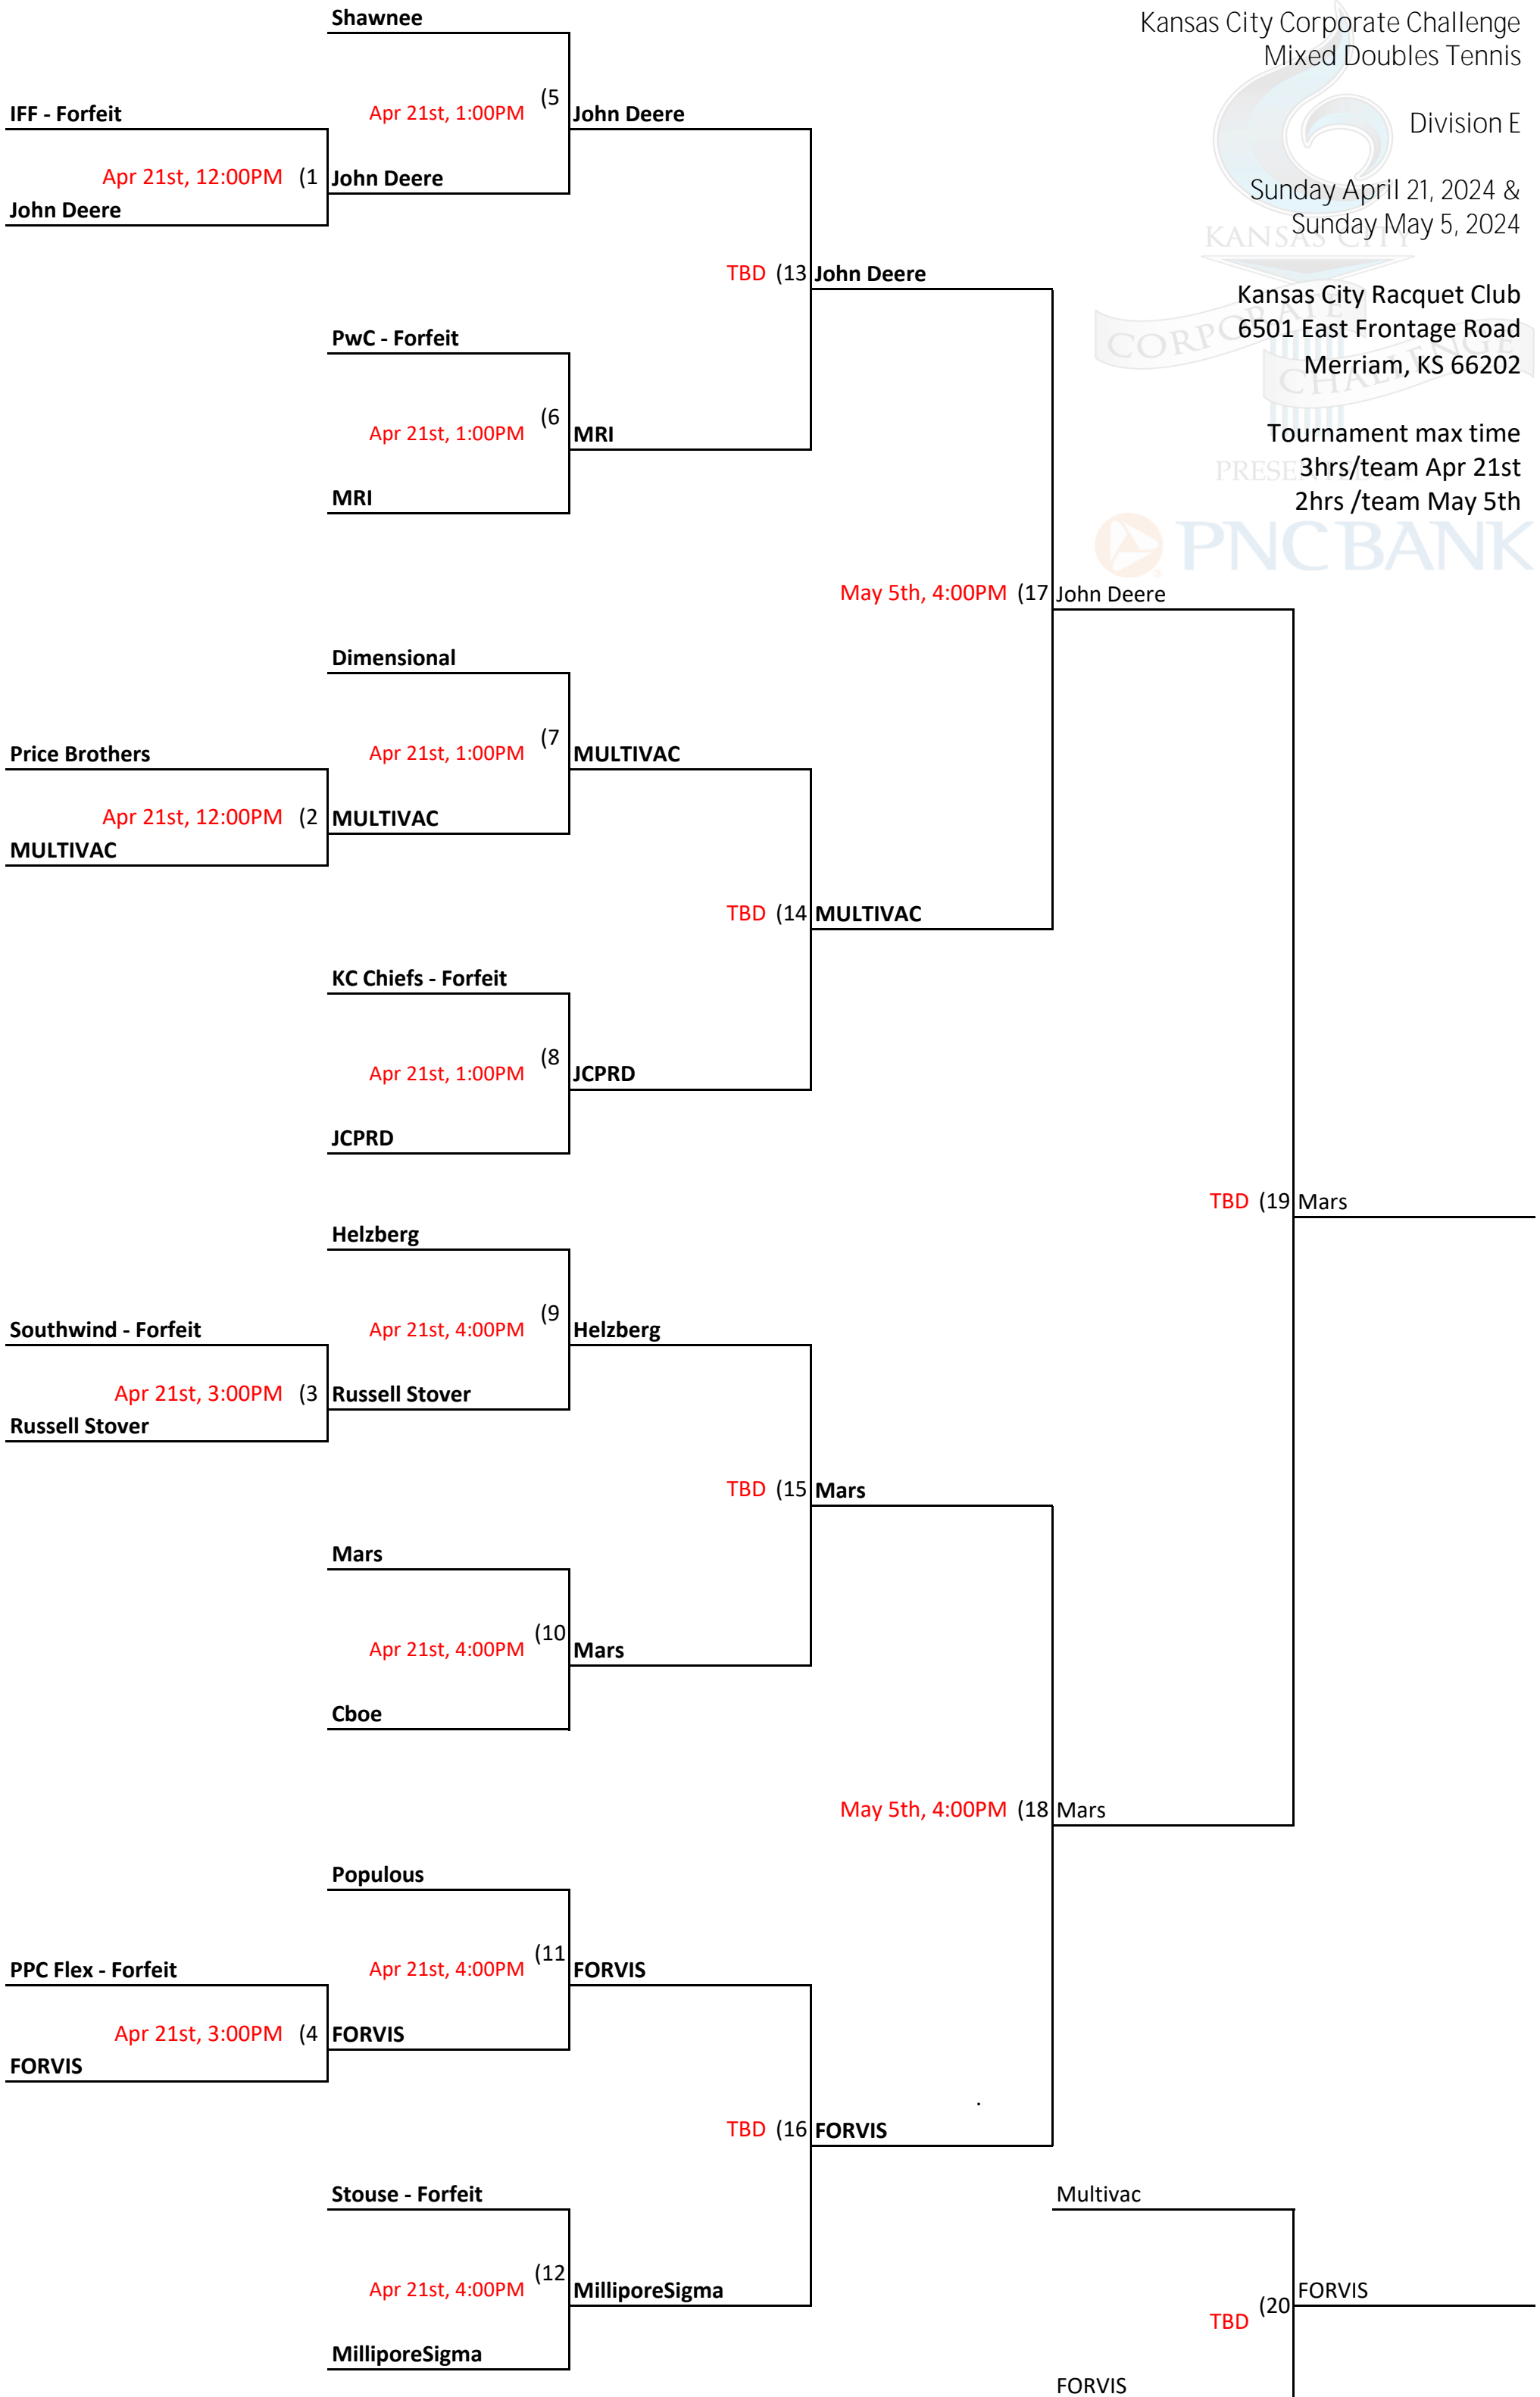 Kansas City Corporate Challenge
Mixed Doubles Tennis
Division E
Sunday April 21, 2024 &
Sunday May 5, 2024
KANSAS CITY
CORPORATE
CHALLENGE
PRESENTED BY
PNC BANK
Kansas City Racquet Club
6501 East Frontage Road
Merriam, KS 66202
Tournament max time
3hrs/team Apr 21st
2hrs /team May 5th
Shawnee
IFF - Forfeit
Apr 21st, 1:00PM (5
John Deere
Apr 21st, 12:00PM (1
John Deere
John Deere
TBD (13
John Deere
PwC - Forfeit
Apr 21st, 1:00PM (6
MRI
MRI
May 5th, 4:00PM (17
John Deere
Dimensional
Price Brothers
Apr 21st, 1:00PM (7
MULTIVAC
Apr 21st, 12:00PM (2
MULTIVAC
MULTIVAC
TBD (14
MULTIVAC
KC Chiefs - Forfeit
Apr 21st, 1:00PM (8
JCPRD
JCPRD
TBD (19
Mars
Helzberg
Southwind - Forfeit
Apr 21st, 4:00PM (9
Helzberg
Apr 21st, 3:00PM (3
Russell Stover
Russell Stover
TBD (15
Mars
Mars
Apr 21st, 4:00PM (10
Mars
Cboe
May 5th, 4:00PM (18
Mars
Populous
PPC Flex - Forfeit
Apr 21st, 4:00PM (11
FORVIS
Apr 21st, 3:00PM (4
FORVIS
FORVIS
.
TBD (16
FORVIS
Stouse - Forfeit
Multivac
Apr 21st, 4:00PM (12
MilliporeSigma
TBD (20
FORVIS
MilliporeSigma
FORVIS